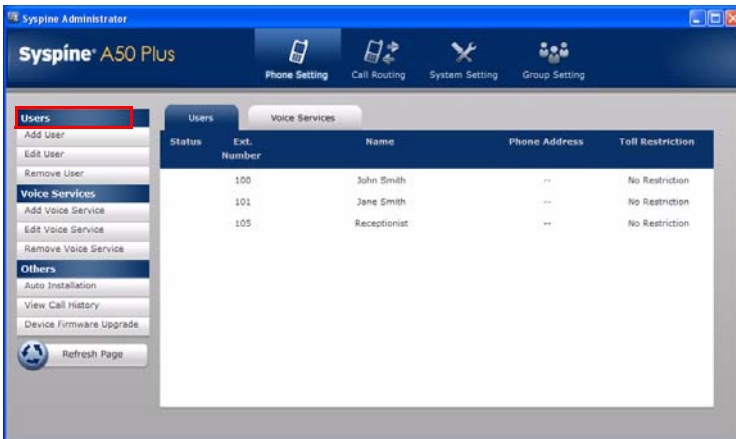 Syspine Administrator
Syspine® A50 Plus
Phone Setting
Call Routing
System Setting
Group Setting
Users
Add User
Edit User
Remove User
Voice Services
Add Voice Service
Edit Voice Service
Remove Voice Service
Others
Auto Installation
View Call History
Device Firmware Upgrade
Refresh Page
Users Voice Services
Status Ext. Number Name Phone Address Toll Restriction
100 John Smith -- No Restriction
101 Jane Smith -- No Restriction
105 Receptionist -- No Restriction